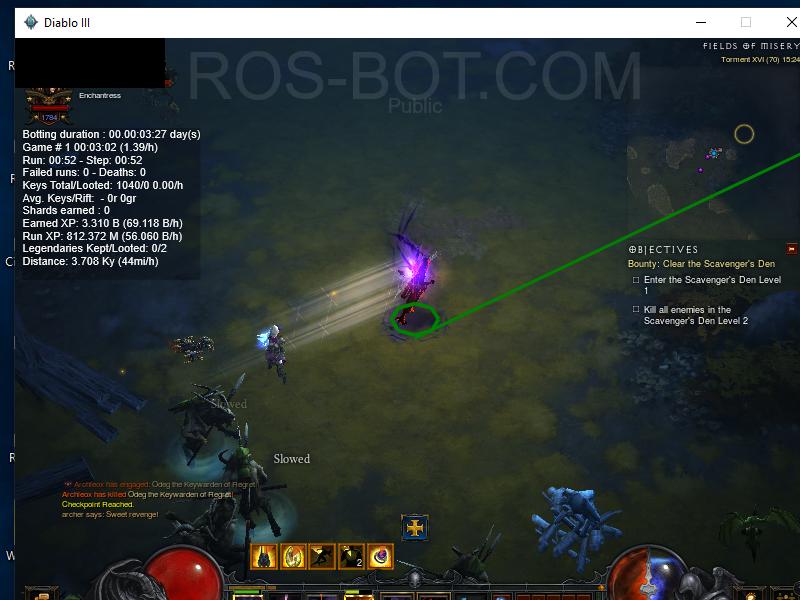 Diablo III
FIELDS OF MISERY
Torment XVI (70) 15:24
ROS-BOT.COM
Public
Enchantress
1784
Botting duration : 00.00:03:27 day(s)
Game # 1 00:03:02 (1.39/h)
Run: 00:52 - Step: 00:52
Failed runs: 0 - Deaths: 0
Keys Total/Looted: 1040/0 0.00/h
Avg. Keys/Rift:  - 0r 0gr
Shards earned : 0
Earned XP: 3.310 B (69.118 B/h)
Run XP: 812.372 M (56.060 B/h)
Legendaries Kept/Looted: 0/2
Distance: 3.708 Ky (44mi/h)
OBJECTIVES
Bounty: Clear the Scavenger's Den
Enter the Scavenger's Den Level
1
Kill all enemies in the
Scavenger's Den Level 2
Slowed
Slowed
Archleox has engaged: Odeg the Keywarden of Regret
Archleox has killed Odeg the Keywarden of Regret!
Checkpoint Reached.
archer says: Sweet revenge!
2